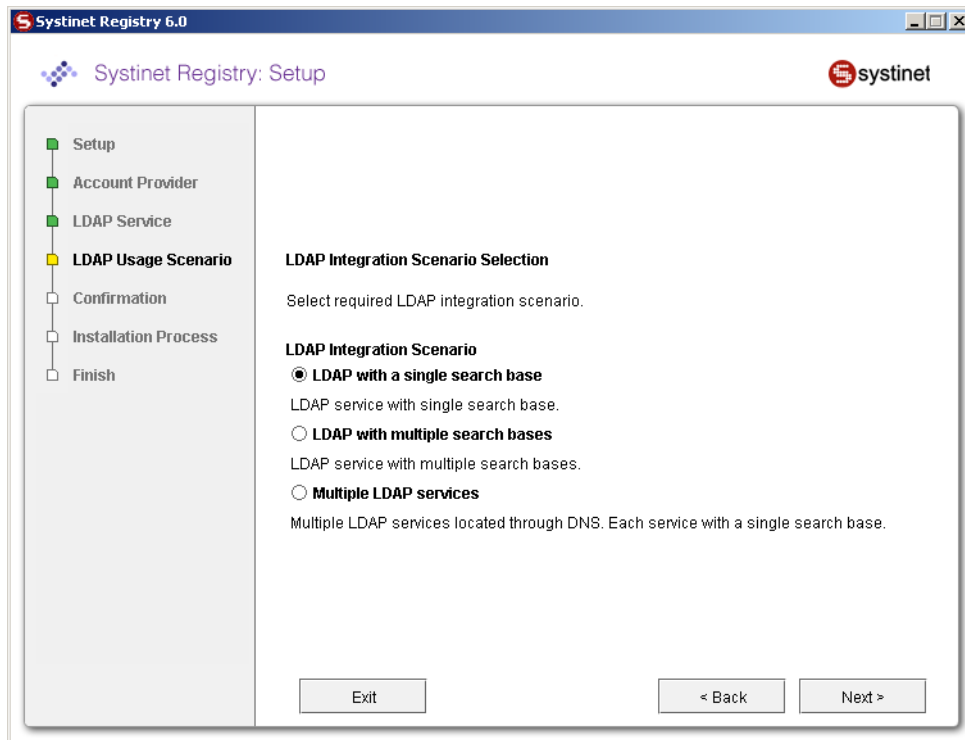 Systinet Registry 6.0
Systinet Registry: Setup
systinet
Setup
Account Provider
LDAP Service
LDAP Usage Scenario
Confirmation
Installation Process
Finish
LDAP Integration Scenario Selection
Select required LDAP integration scenario.
LDAP Integration Scenario
LDAP with a single search base
LDAP service with single search base.
LDAP with multiple search bases
LDAP service with multiple search bases.
Multiple LDAP services
Multiple LDAP services located through DNS. Each service with a single search base.
Exit
< Back
Next >